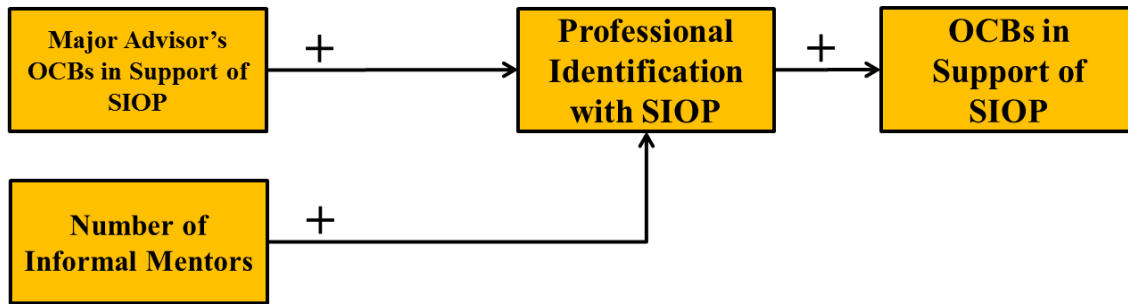 Major Advisor’s
OCBs in Support of
SIOP
+
Professional
Identification
with SIOP
+
OCBs in
Support of
SIOP
Number of
Informal Mentors
+